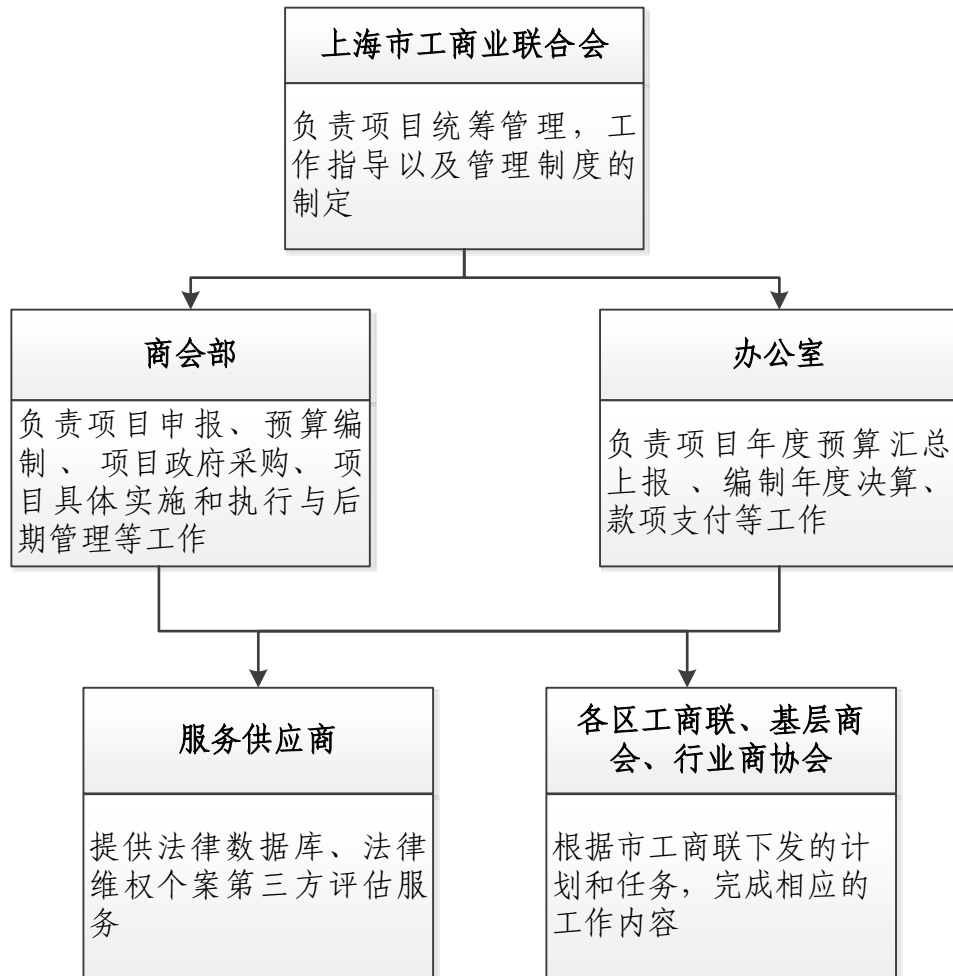 上海市工商业联合会
负责项目统筹管理，工
作指导以及管理制度的
制定
商会部
负责项目申报、预算编
制、项目政府采购、项
目具体实施和执行与后
期管理等工作
办公室
负责项目年度预算汇总
上报、编制年度决算、
款项支付等工作
服务供应商
提供法律数据库、法律
维权个案第三方评估服
务
各区工商联、基层商
会、行业商协会
根据市工商联下发的计
划和任务，完成相应的
工作内容